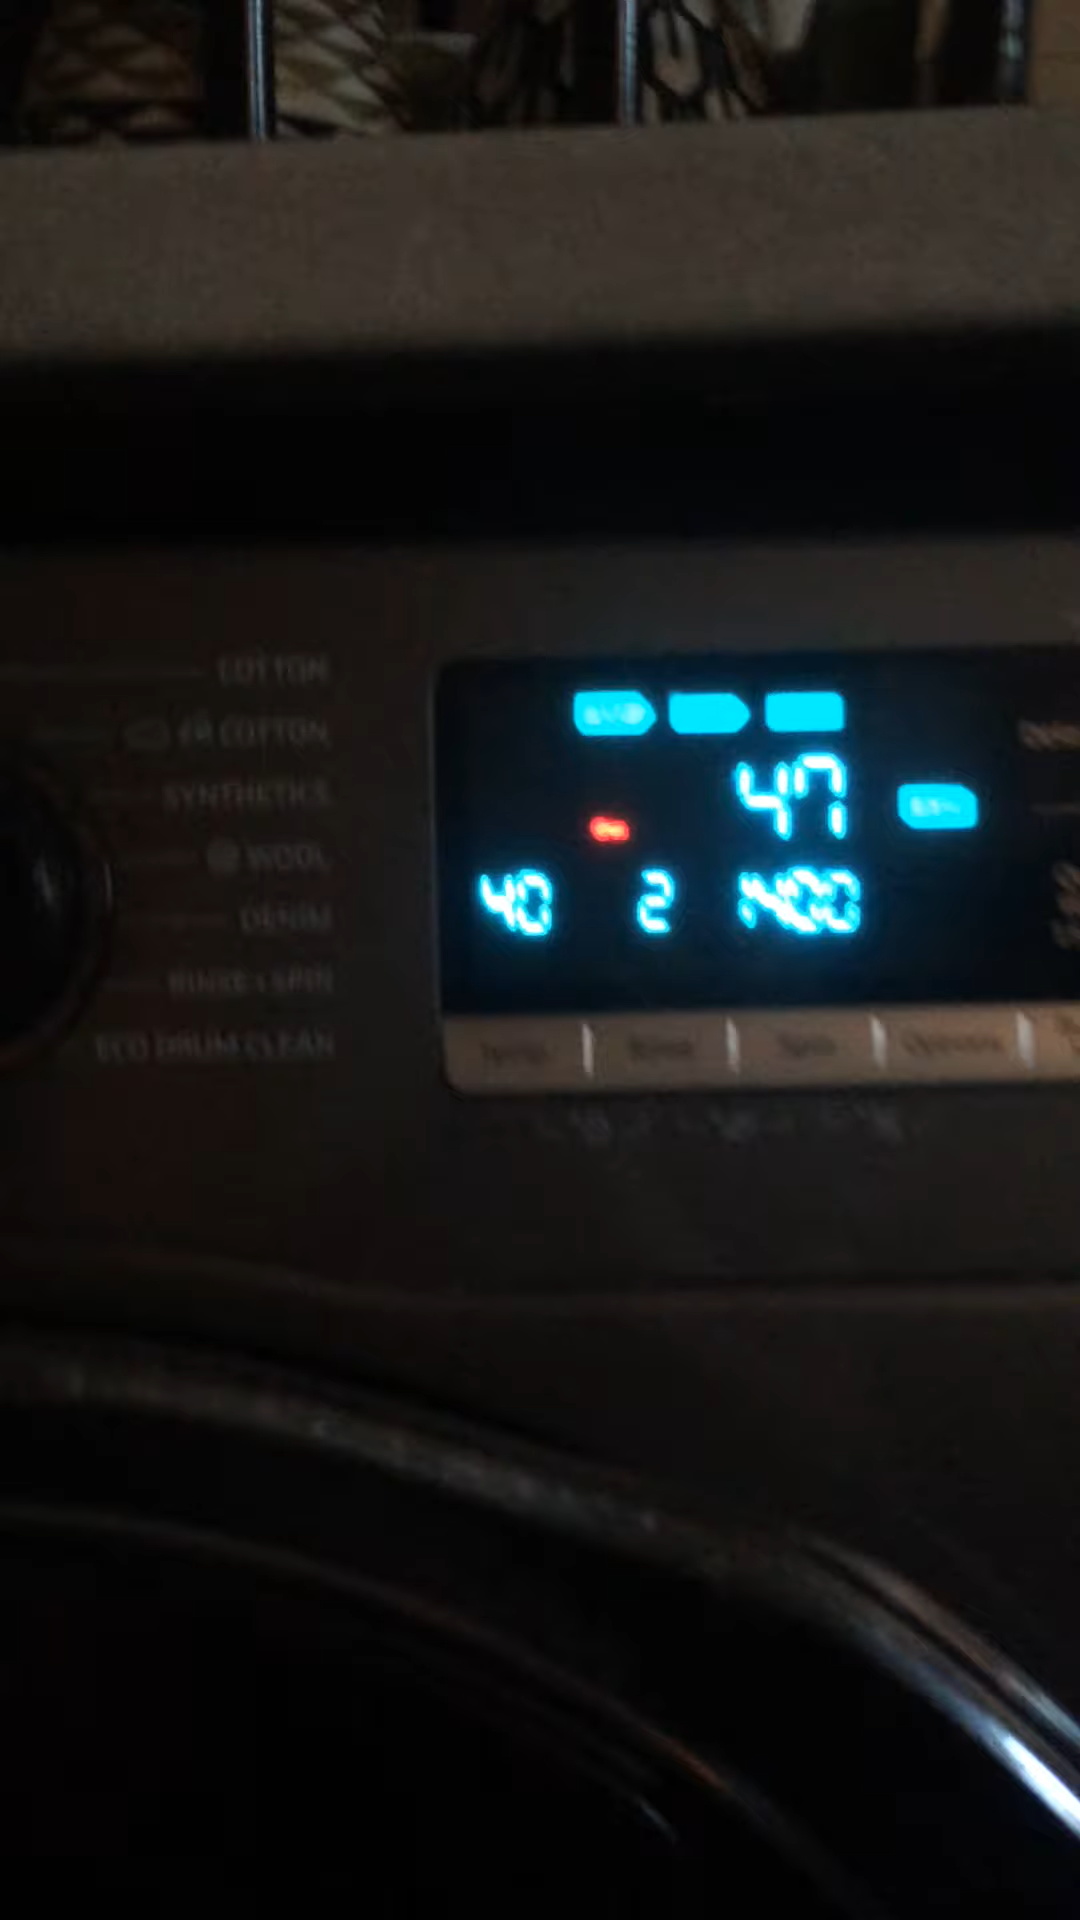 COTTON
COTTON
SYNTHETICS
WOOL
DENIM
RINSE+SPIN
ECO DRUM CLEAN
47
40 2 1400
Temp. Rinse Spin Options